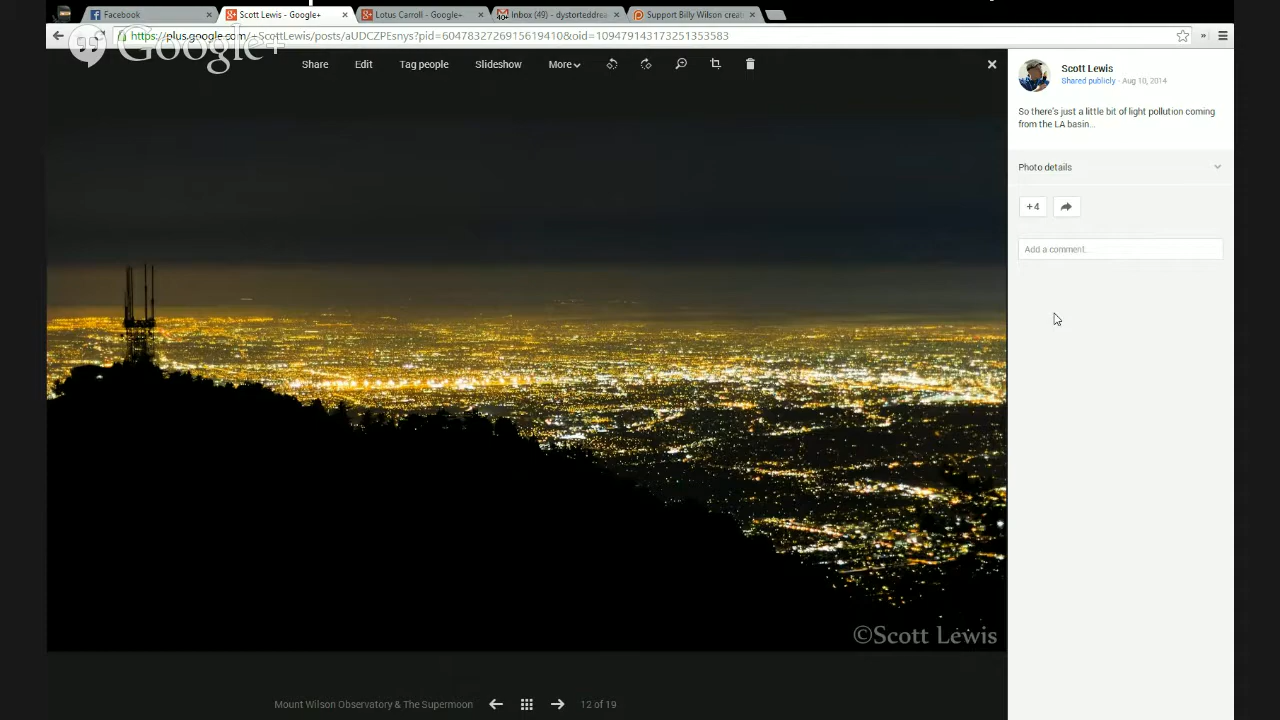 Facebook
Scott Lewis - Google+
Lotus Carroll - Google+
Inbox (49) - dystorteddrea
Support Billy Wilson creat
https://plus.google.com/+ScottLewis/posts/aUDCZPEsnys?pid=6047832726915619410&oid=109479143173251353583
Google+
Share Edit Tag people Slideshow More
Scott Lewis
Shared publicly - Aug 10, 2014
So there's just a little bit of light pollution coming
from the LA basin...
Photo details
+4
Add a comment...
©Scott Lewis
Mount Wilson Observatory & The Supermoon
12 of 19